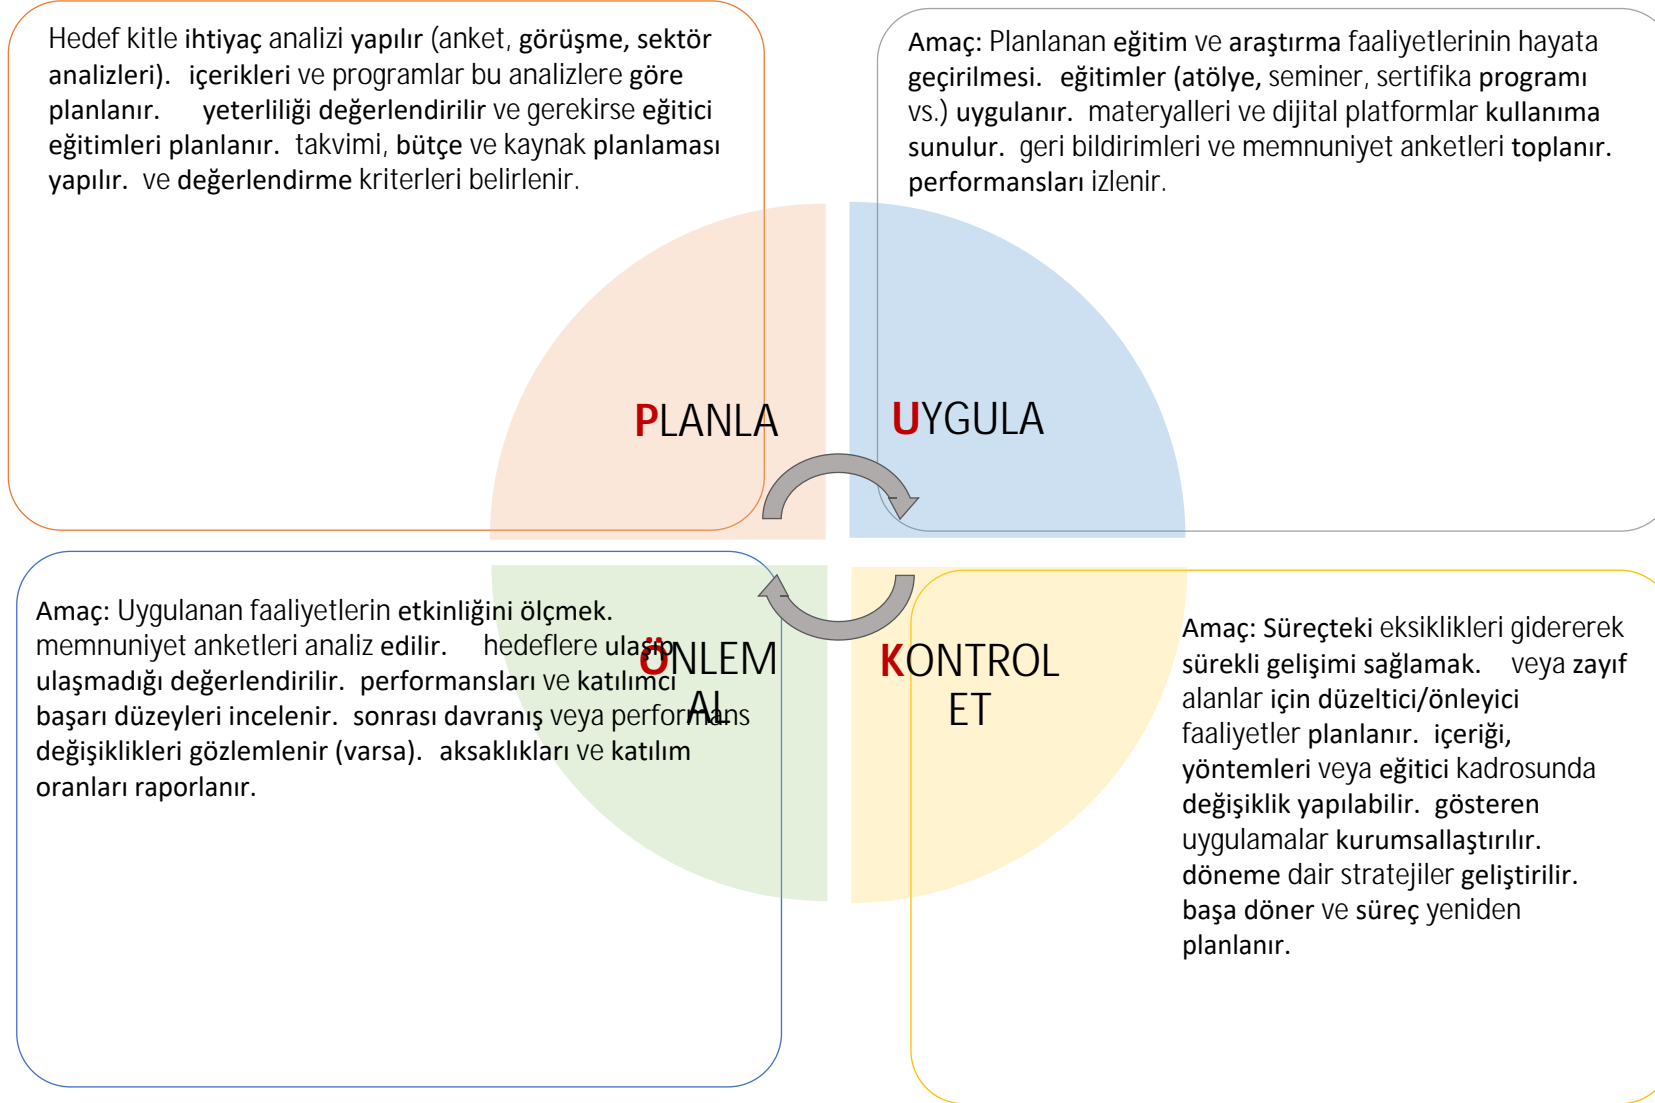 Hedef kitle ihtiyaç analizi yapılır (anket, görüşme, sektör
analizleri). içerikleri ve programlar bu analizlere göre
planlanır. yeterliliği değerlendirilir ve gerekirse eğitici
eğitimleri planlanır. takvimi, bütçe ve kaynak planlaması
yapılır. ve değerlendirme kriterleri belirlenir.
Amaç: Planlanan eğitim ve araştırma faaliyetlerinin hayata
geçirilmesi. eğitimler (atölye, seminer, sertifika programı
vs.) uygulanır. materyalleri ve dijital platformlar kullanıma
sunulur. geri bildirimleri ve memnuniyet anketleri toplanır.
performansları izlenir.
PLANLA
UYGULA
Amaç: Uygulanan faaliyetlerin etkinliğini ölçmek.
memnuniyet anketleri analiz edilir. hedeflere ulaşıp
ulaşmadığı değerlendirilir. performansları ve katılımcı
başarı düzeyleri incelenir. sonrası davranış veya performans
değişiklikleri gözlemlenir (varsa). aksaklıkları ve katılım
oranları raporlanır.
ÖNLEM
AL
KONTROL
ET
Amaç: Süreçteki eksiklikleri gidererek
sürekli gelişimi sağlamak. veya zayıf
alanlar için düzeltici/önleyici
faaliyetler planlanır. içeriği,
yöntemleri veya eğitici kadrosunda
değişiklik yapılabilir. gösteren
uygulamalar kurumsallaştırılır.
döneme dair stratejiler geliştirilir.
başa döner ve süreç yeniden
planlanır.